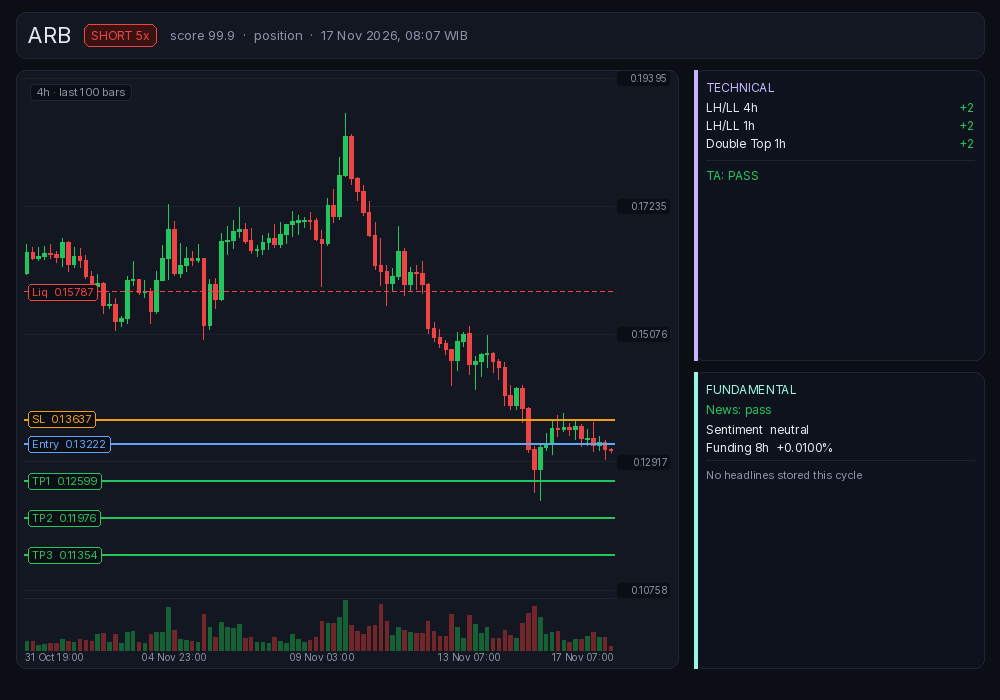 ARB SHORT 5x score 99.9 · position · 17 Nov 2026, 08:07 WIB
4h · last 100 bars
0.19395
0.17235
Liq 0.15787
0.15076
SL 0.13637
Entry 0.13222
0.12917
TP1 0.12599
TP2 0.11976
TP3 0.11354
0.10758
31 Oct 19:00 04 Nov 23:00 09 Nov 03:00 13 Nov 07:00 17 Nov 07:00
TECHNICAL
LH/LL 4h +2
LH/LL 1h +2
Double Top 1h +2
TA: PASS
FUNDAMENTAL
News: pass
Sentiment neutral
Funding 8h +0.0100%
No headlines stored this cycle